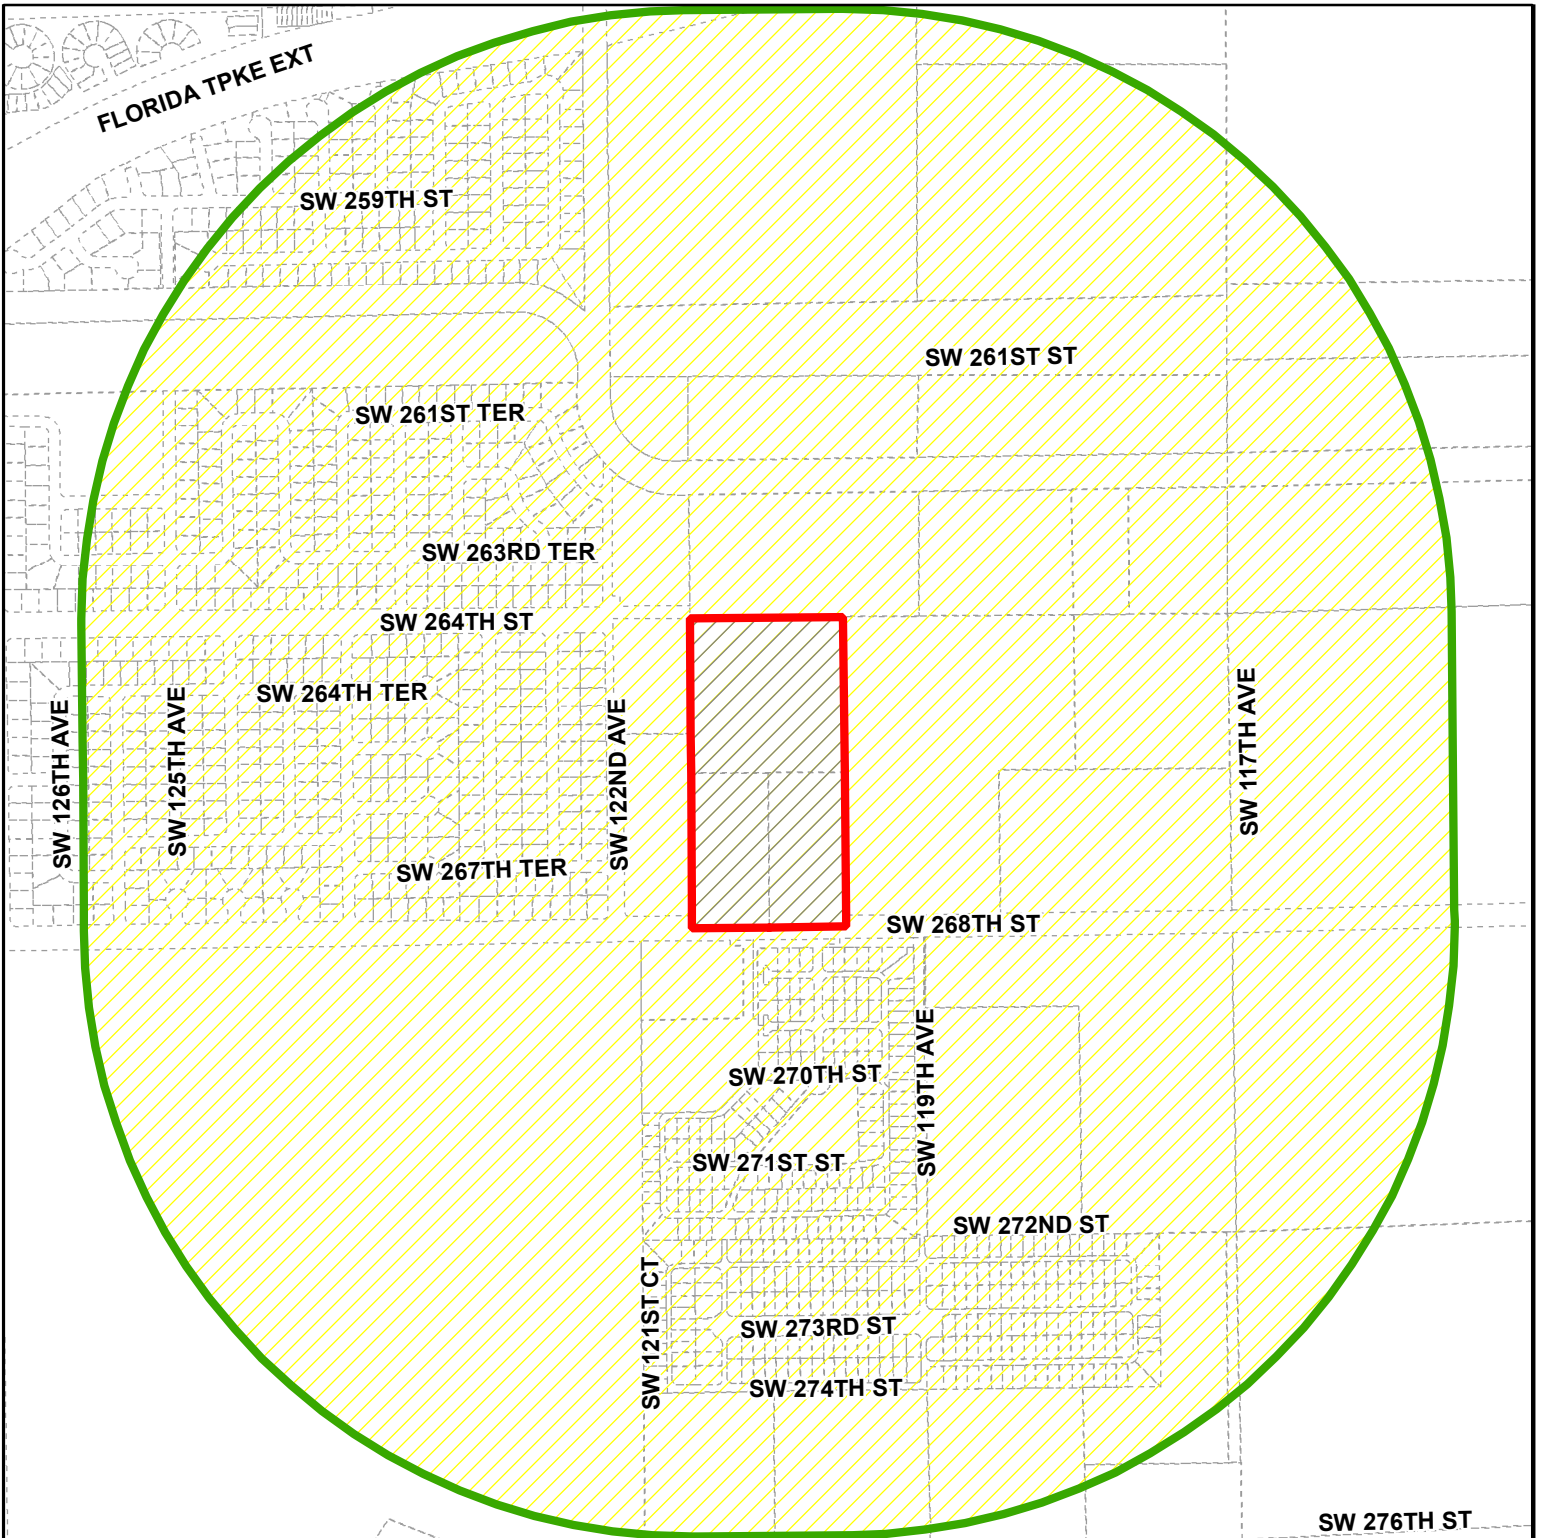 FLORIDA TPKE EXT
SW 259TH ST
SW 261ST ST
SW 261ST TER
SW 263RD TER
SW 264TH ST
SW 264TH TER
SW 126TH AVE
SW 125TH AVE
SW 122ND AVE
SW 117TH AVE
SW 267TH TER
SW 268TH ST
SW 270TH ST
SW 119TH AVE
SW 271ST ST
SW 272ND ST
SW 121ST CT
SW 273RD ST
SW 274TH ST
SW 276TH ST